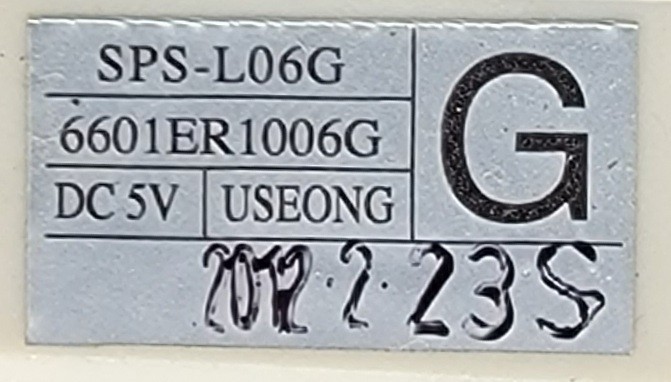 SPS-L06G
G
6601ER1006G
DC 5V USEONG
2012.2.23S